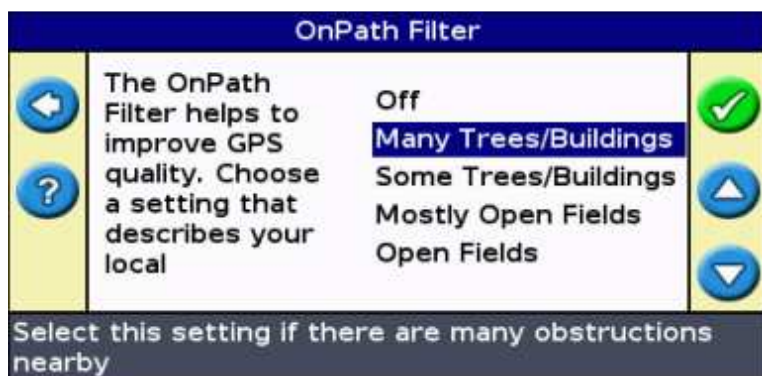 OnPath Filter
The OnPath
Filter helps to
improve GPS
quality. Choose
a setting that
describes your
local
Off
Many Trees/Buildings
Some Trees/Buildings
Mostly Open Fields
Open Fields
?
Select this setting if there are many obstructions
nearby